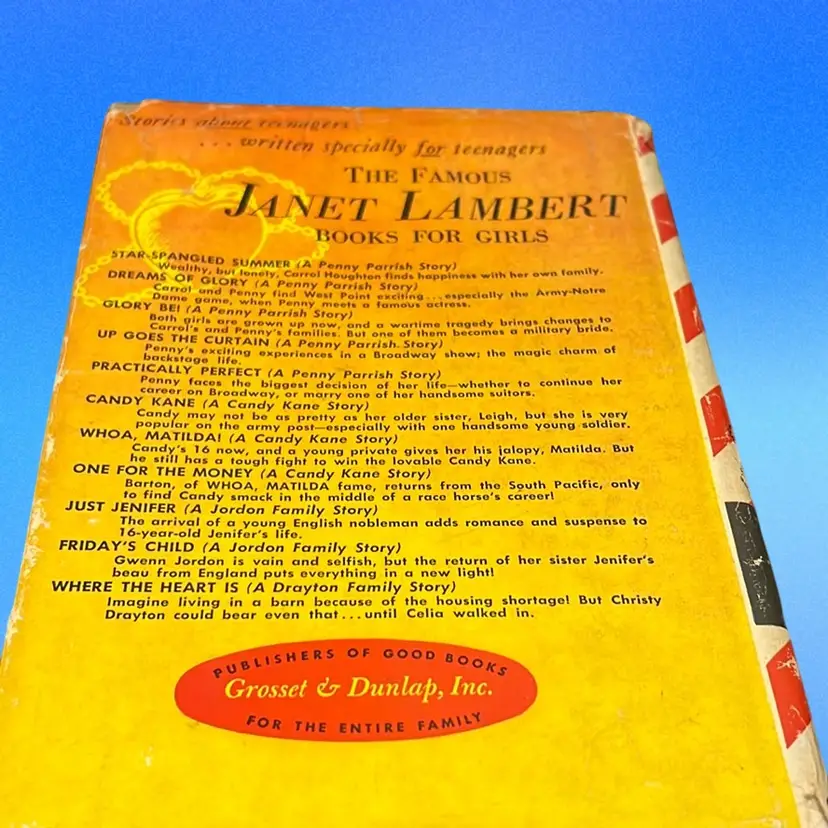 Stories about teenagers
...written specially for teenagers
THE FAMOUS
JANET LAMBERT
BOOKS FOR GIRLS
STAR-SPANGLED SUMMER (A Penny Parrish Story)
Wealthy, but lonely, Carrol Houghton finds happiness with her own family.
DREAMS OF GLORY (A Penny Parrish Story)
Carrol and Penny find West Point exciting...especially the Army-Notre
Dame game, when Penny meets a famous actress.
GLORY BE! (A Penny Parrish Story)
Both girls are grown up now, and a wartime tragedy brings changes to
Carrol's and Penny's families. But one of them becomes a military bride.
UP GOES THE CURTAIN (A Penny Parrish Story)
Penny's exciting experiences in a Broadway show; the magic charm of
backstage life.
PRACTICALLY PERFECT (A Penny Parrish Story)
Penny faces the biggest decision of her life—whether to continue her
career on Broadway, or marry one of her handsome suitors.
CANDY KANE (A Candy Kane Story)
Candy may not be as pretty as her older sister, Leigh, but she is very
popular on the army post—especially with one handsome young soldier.
WHOA, MATILDA! (A Candy Kane Story)
Candy's 16 now, and a young private gives her his jalopy, Matilda. But
he still has a tough fight to win the lovable Candy Kane.
ONE FOR THE MONEY (A Candy Kane Story)
Barton, of WHOA, MATILDA fame, returns from the South Pacific, only
to find Candy smack in the middle of a race horse's career!
JUST JENIFER (A Jordon Family Story)
The arrival of a young English nobleman adds romance and suspense to
16-year-old Jenifer's life.
FRIDAY'S CHILD (A Jordon Family Story)
Gwenn Jordon is vain and selfish, but the return of her sister Jenifer's
beau from England puts everything in a new light!
WHERE THE HEART IS (A Drayton Family Story)
Imagine living in a barn because of the housing shortage! But Christy
Drayton could bear even that...until Celia walked in.
PUBLISHERS OF GOOD BOOKS
Grosset & Dunlap, Inc.
FOR THE ENTIRE FAMILY